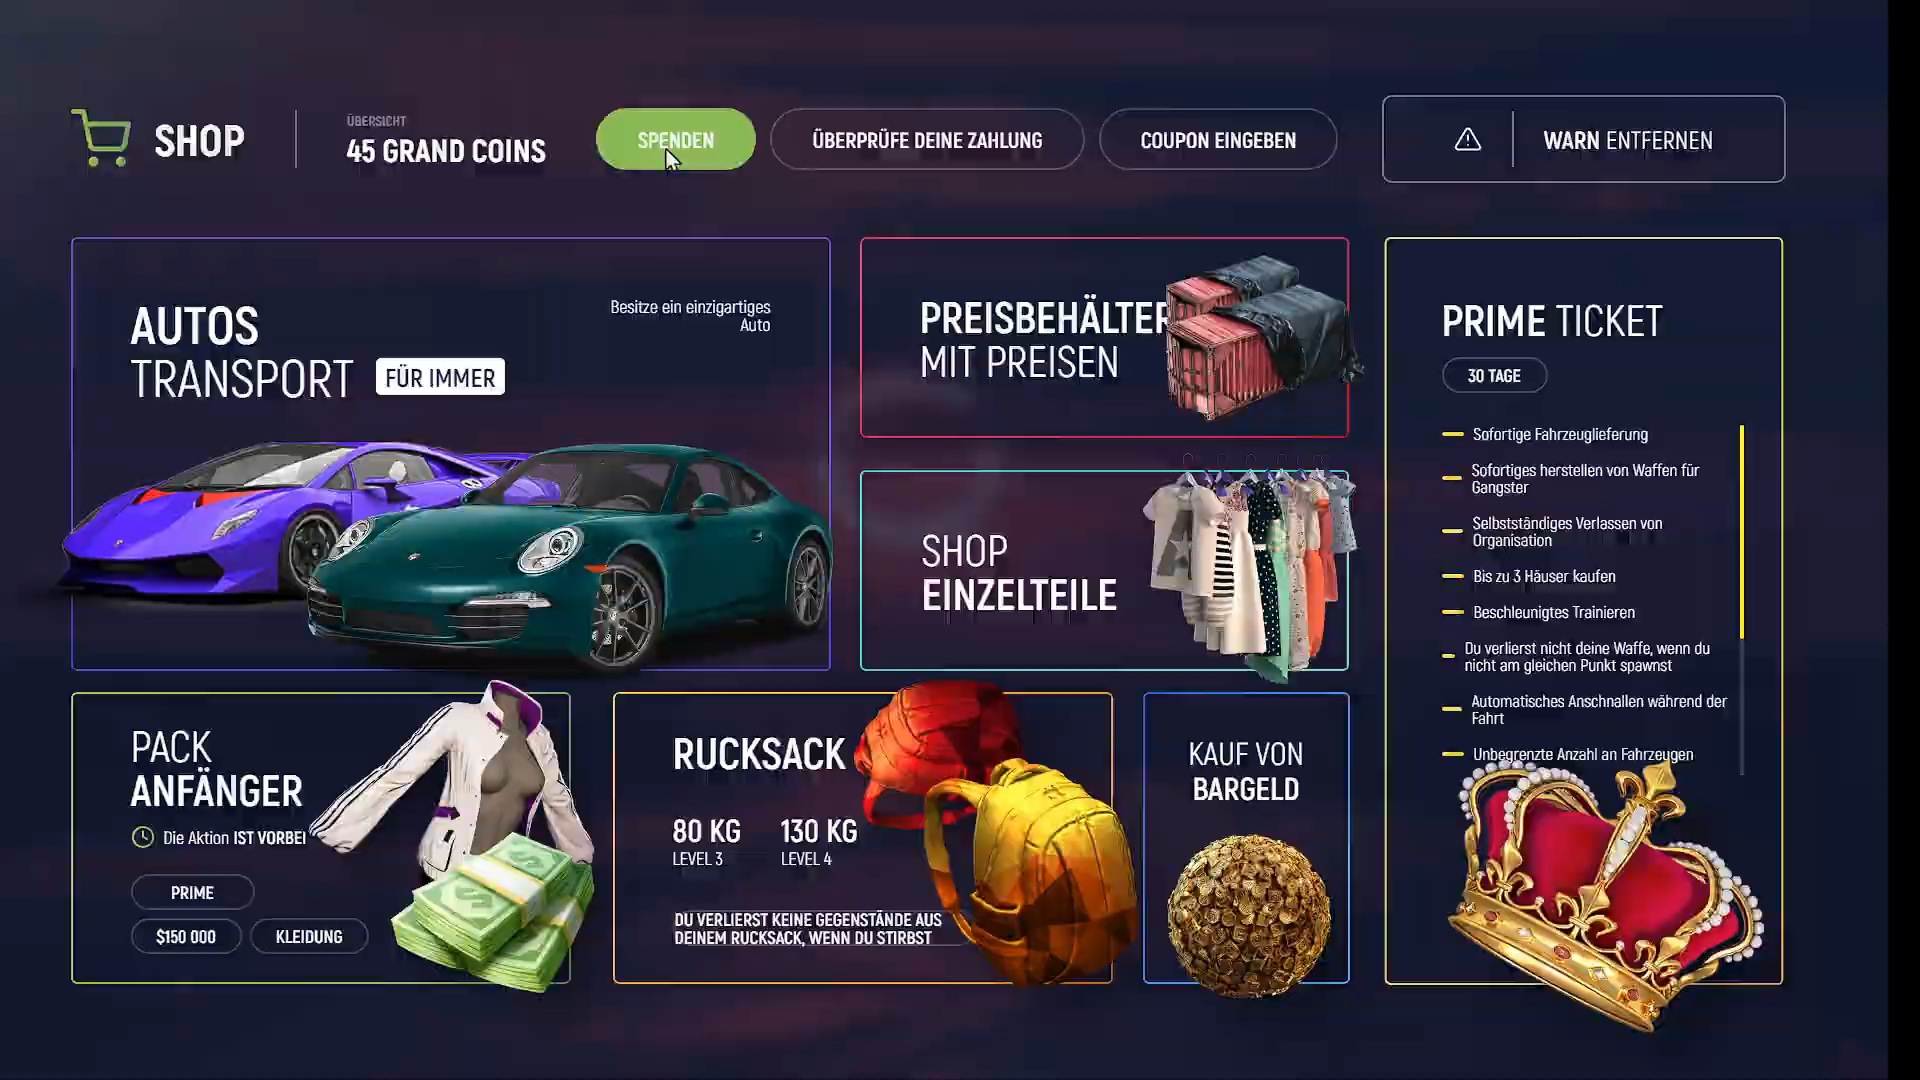 SHOP
ÜBERSICHT
45 GRAND COINS
SPENDEN
ÜBERPRÜFE DEINE ZAHLUNG
COUPON EINGEBEN
WARN ENTFERNEN
AUTOS
TRANSPORT
FÜR IMMER
Besitze ein einzigartiges
Auto
PREISBEHÄLTER
MIT PREISEN
SHOP
EINZELTEILE
PRIME TICKET
30 TAGE
Sofortige Fahrzeuglieferung
Sofortiges herstellen von Waffen für
Gangster
Selbstständiges Verlassen von
Organisation
Bis zu 3 Häuser kaufen
Beschleunigtes Trainieren
Du verlierst nicht deine Waffe, wenn du
nicht am gleichen Punkt spawnst
Automatisches Anschnallen während der
Fahrt
Unbegrenzte Anzahl an Fahrzeugen
PACK
ANFÄNGER
Die Aktion IST VORBEI
PRIME
$150 000
KLEIDUNG
RUCKSACK
80 KG
130 KG
LEVEL 3
LEVEL 4
DU VERLIERST KEINE GEGENSTÄNDE AUS
DEINEM RUCKSACK, WENN DU STIRBST
KAUF VON
BARGELD